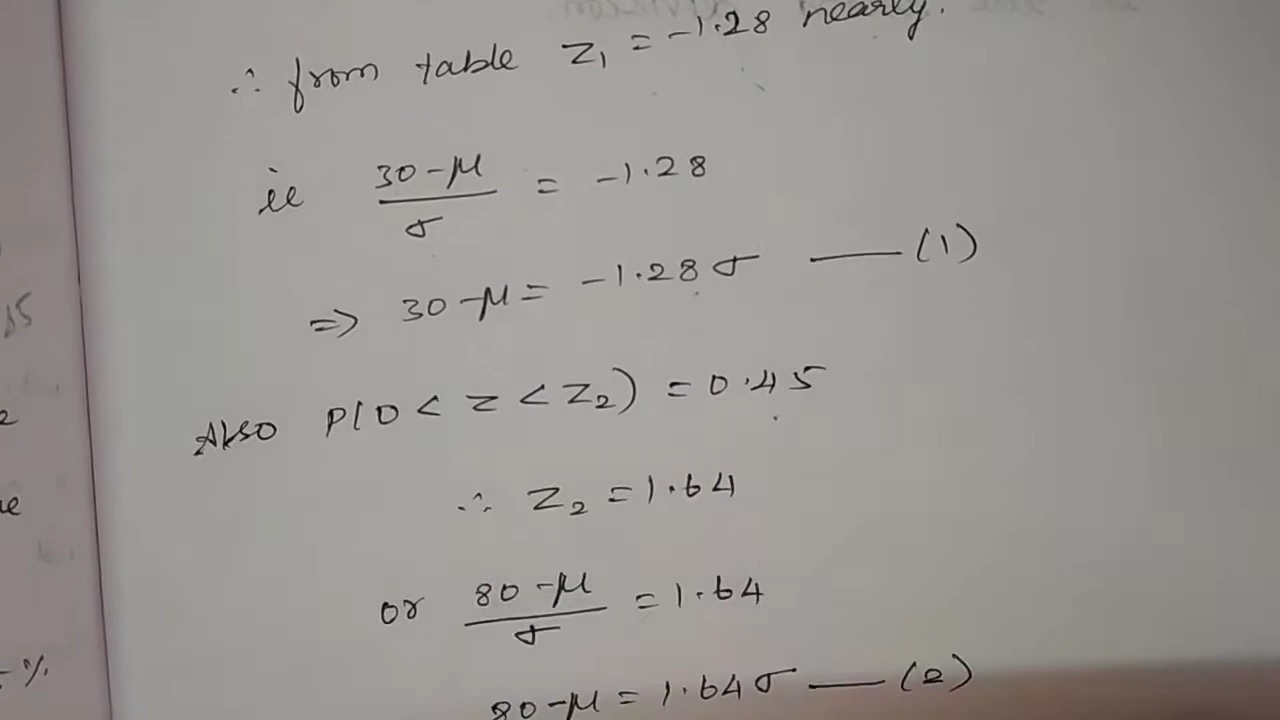 ∴ from table z₁ = -1.28 nearly.
ie (30-μ)/σ = -1.28
⇒ 30-μ = -1.28σ —— (1)
Also P(0 < z < z₂) = 0.45
∴ z₂ = 1.64
or (80-μ)/σ = 1.64
80-μ = 1.64σ —— (2)